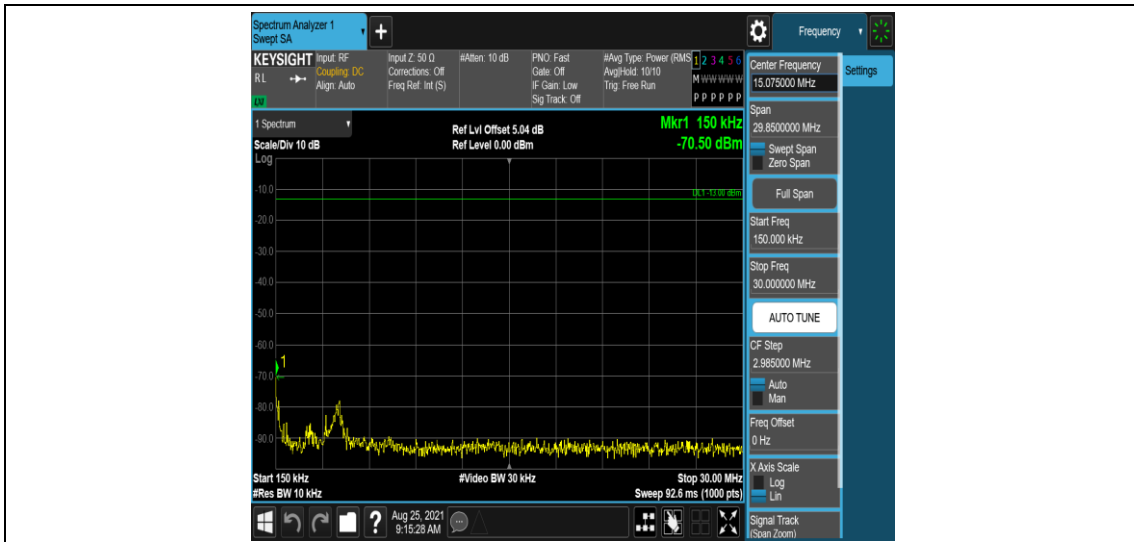 Spectrum Analyzer 1
Swept SA
+
Frequency
KEYSIGHT
RL
LXI
Input: RF
Coupling: DC
Align: Auto
Input Z: 50 Ω
Corrections: Off
Freq Ref: Int (S)
#Atten: 10 dB
PNO: Fast
Gate: Off
IF Gain: Low
Sig Track: Off
#Avg Type: Power (RMS
Avg|Hold: 10/10
Trig: Free Run
1 2 3 4 5 6
M W W W W W
P P P P P P
1 Spectrum
Scale/Div 10 dB
Ref Lvl Offset 5.04 dB
Ref Level 0.00 dBm
Mkr1 150 kHz
-70.50 dBm
Log
-10.0
DL1 -13.00 dBm
-20.0
-30.0
-40.0
-50.0
-60.0
1
-70.0
-80.0
-90.0
Start 150 kHz
#Video BW 30 kHz
Stop 30.00 MHz
#Res BW 10 kHz
Sweep 92.6 ms (1000 pts)
?
Aug 25, 2021
9:15:28 AM
Center Frequency
15.075000 MHz
Settings
Span
29.8500000 MHz
Swept Span
Zero Span
Full Span
Start Freq
150.000 kHz
Stop Freq
30.000000 MHz
AUTO TUNE
CF Step
2.985000 MHz
Auto
Man
Freq Offset
0 Hz
X Axis Scale
Log
Lin
Signal Track
(Span Zoom)